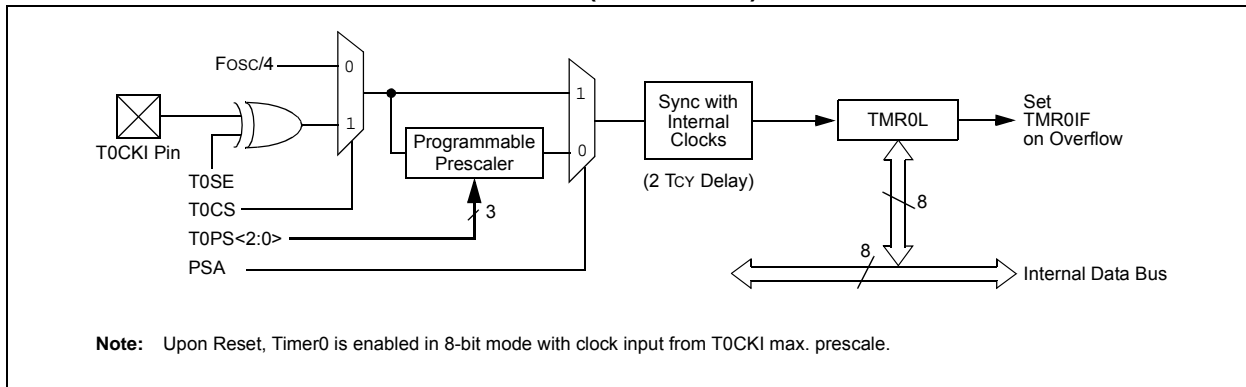 FOSC/4
0
1
T0CKI Pin
T0SE
T0CS
T0PS<2:0>
PSA
Programmable
Prescaler
3
1
0
Sync with
Internal
Clocks
(2 TCY Delay)
TMR0L
Set
TMR0IF
on Overflow
8
8
Internal Data Bus
Note: Upon Reset, Timer0 is enabled in 8-bit mode with clock input from T0CKI max. prescale.